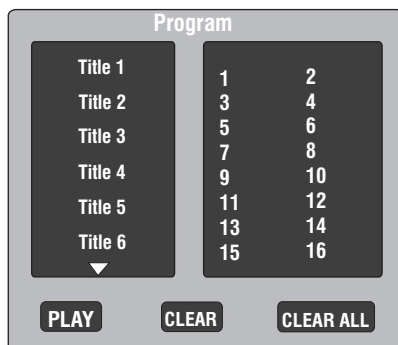 Program
Title 1
Title 2
Title 3
Title 4
Title 5
Title 6
1 2
3 4
5 6
7 8
9 10
11 12
13 14
15 16
PLAY CLEAR CLEAR ALL